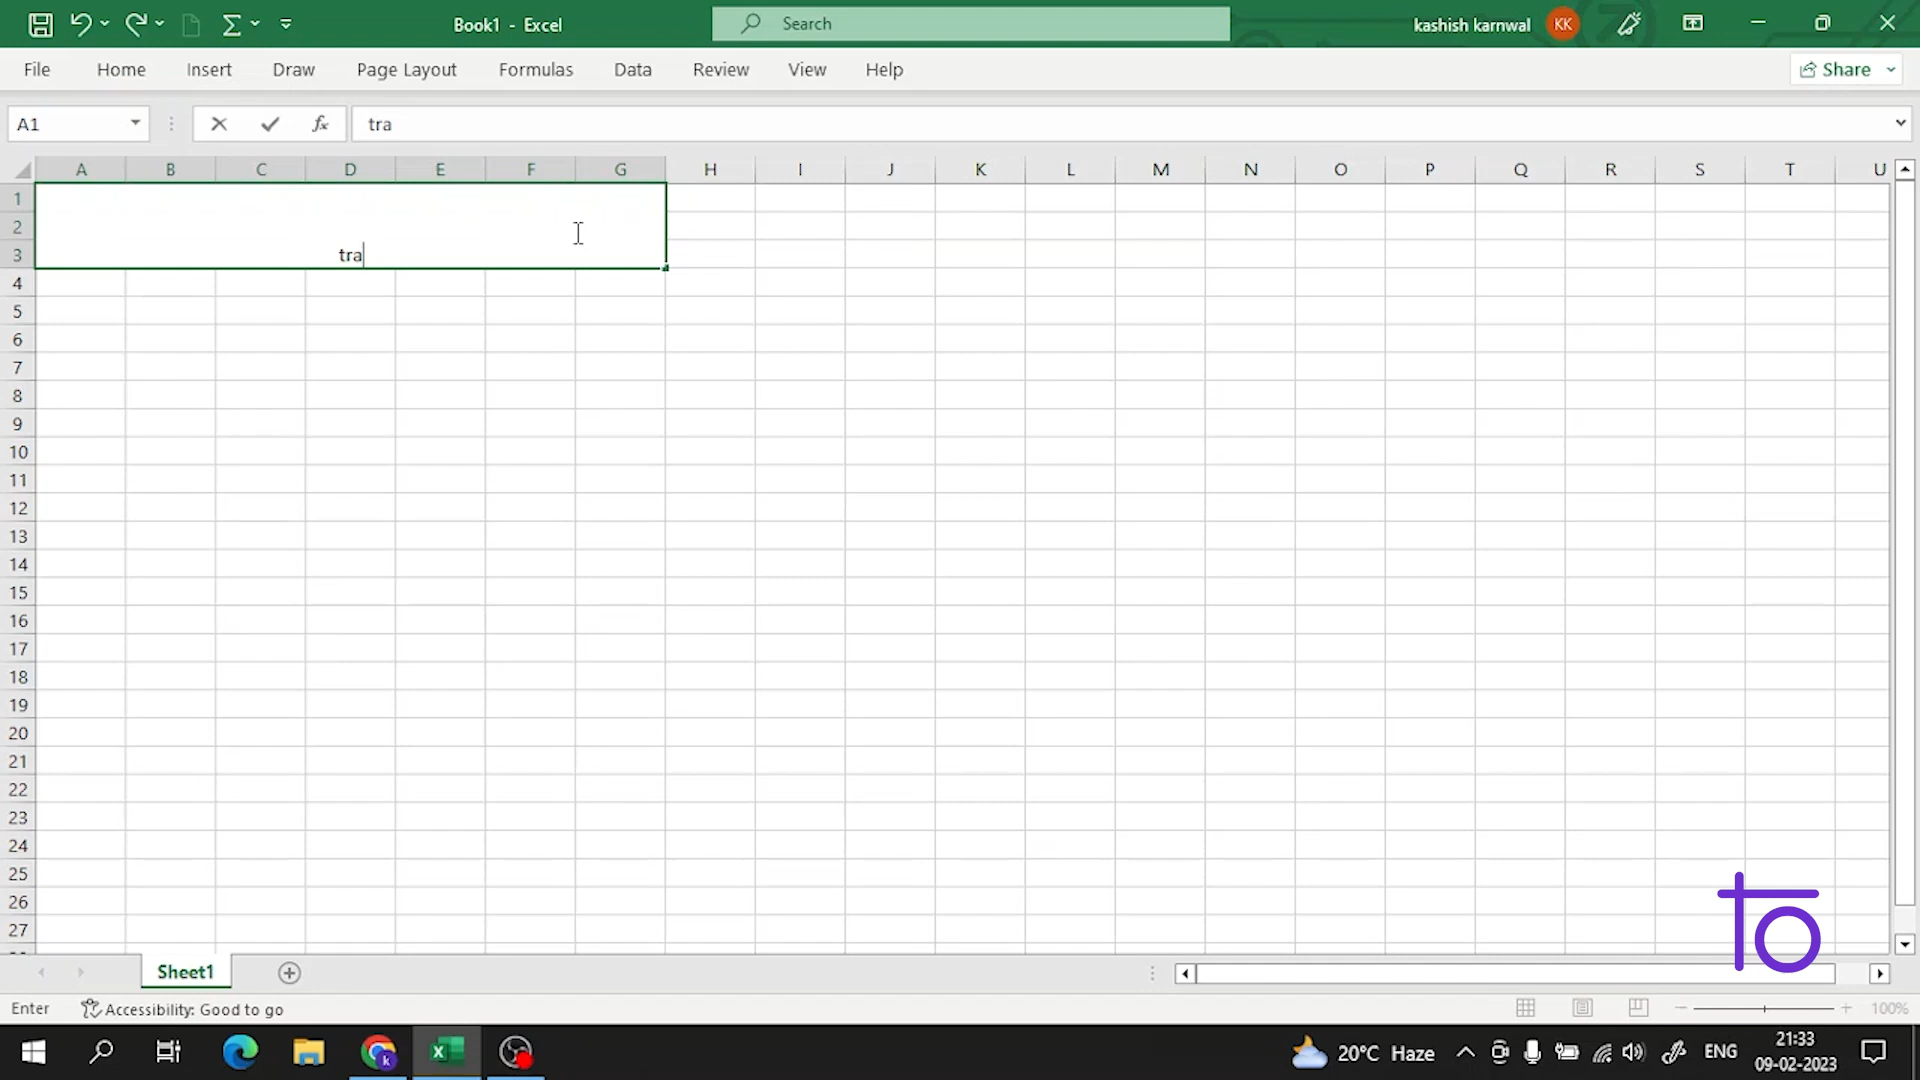 Book1 - Excel
Search
kashish karnwal
KK
File Home Insert Draw Page Layout Formulas Data Review View Help
Share
A1
fx
tra
A B C D E F G H I J K L M N O P Q R S T U
1
2
3 tra
4
5
6
7
8
9
10
11
12
13
14
15
16
17
18
19
20
21
22
23
24
25
26
27
to
Sheet1
Enter
Accessibility: Good to go
100%
k
20°C Haze
ENG
21:33
09-02-2023